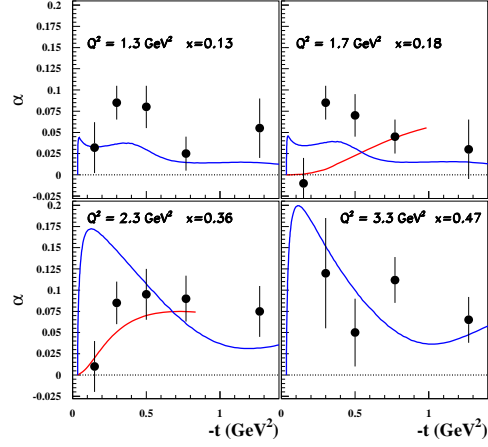 α
0.2
0.175
0.15
0.125
0.1
0.075
0.05
0.025
0
-0.025
Q² = 1.3 GeV² x=0.13
Q² = 1.7 GeV² x=0.18
-t (GeV²)
α
0.2
0.175
0.15
0.125
0.1
0.075
0.05
0.025
0
-0.025
Q² = 2.3 GeV² x=0.36
Q² = 3.3 GeV² x=0.47
0 0.5 1
0 0.5 1
-t (GeV²)
-t (GeV²)